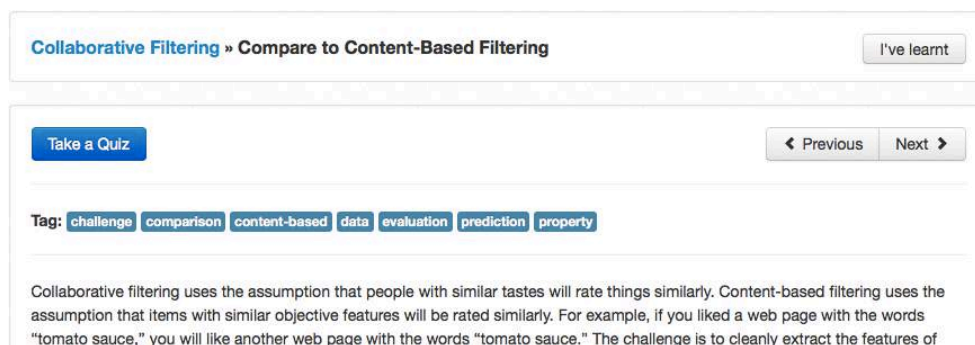 Collaborative Filtering » Compare to Content-Based Filtering I've learnt
Take a Quiz Previous Next
Tag: challenge comparison content-based data evaluation prediction property
Collaborative filtering uses the assumption that people with similar tastes will rate things similarly. Content-based filtering uses the
assumption that items with similar objective features will be rated similarly. For example, if you liked a web page with the words
“tomato sauce,” you will like another web page with the words “tomato sauce.” The challenge is to cleanly extract the features of